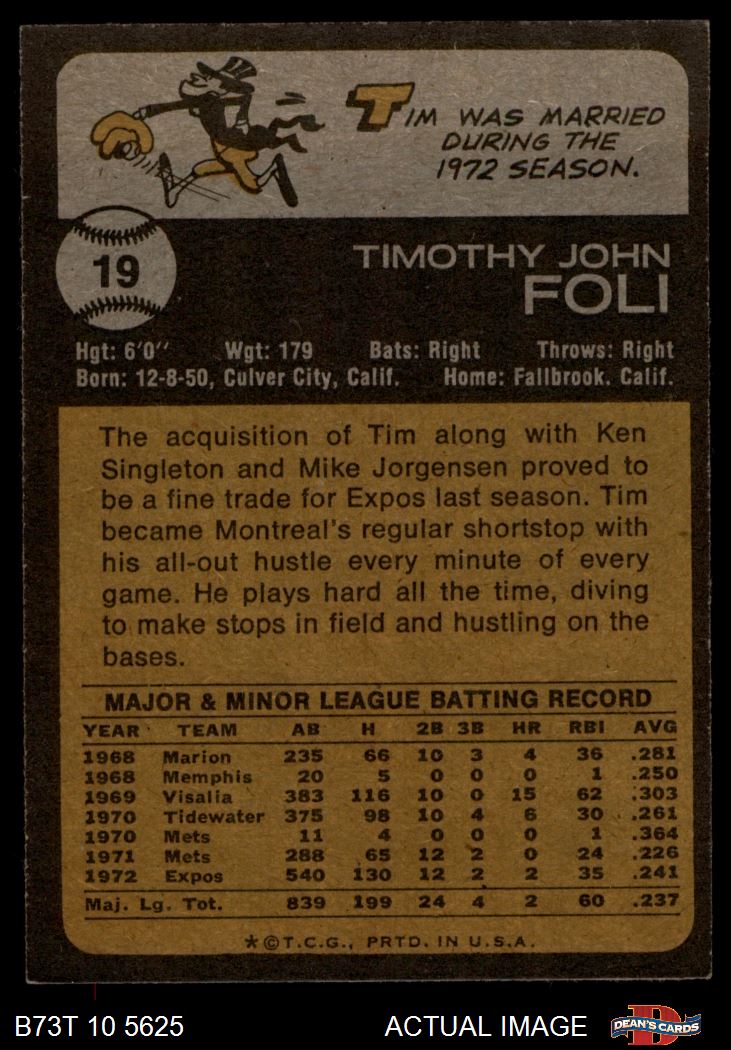 TIM WAS MARRIED
DURING THE
1972 SEASON.
19
TIMOTHY JOHN
FOLI
Hgt: 6'0" Wgt: 179 Bats: Right Throws: Right
Born: 12-8-50, Culver City, Calif. Home: Fallbrook. Calif.
The acquisition of Tim along with Ken
Singleton and Mike Jorgensen proved to
be a fine trade for Expos last season. Tim
became Montreal's regular shortstop with
his all-out hustle every minute of every
game. He plays hard all the time, diving
to make stops in field and hustling on the
bases.
MAJOR & MINOR LEAGUE BATTING RECORD
YEAR TEAM AB H 2B 3B HR RBI AVG
1968 Marion 235 66 10 3 4 36 .281
1968 Memphis 20 5 0 0 0 1 .250
1969 Visalia 383 116 10 0 15 62 .303
1970 Tidewater 375 98 10 4 6 30 .261
1970 Mets 11 4 0 0 0 1 .364
1971 Mets 288 65 12 2 0 24 .226
1972 Expos 540 130 12 2 2 35 .241
Maj. Lg. Tot. 839 199 24 4 2 60 .237
★©T.C.G., PRTD. IN U.S.A.
B73T 10 5625 ACTUAL IMAGE
D
DEAN'S CARDS